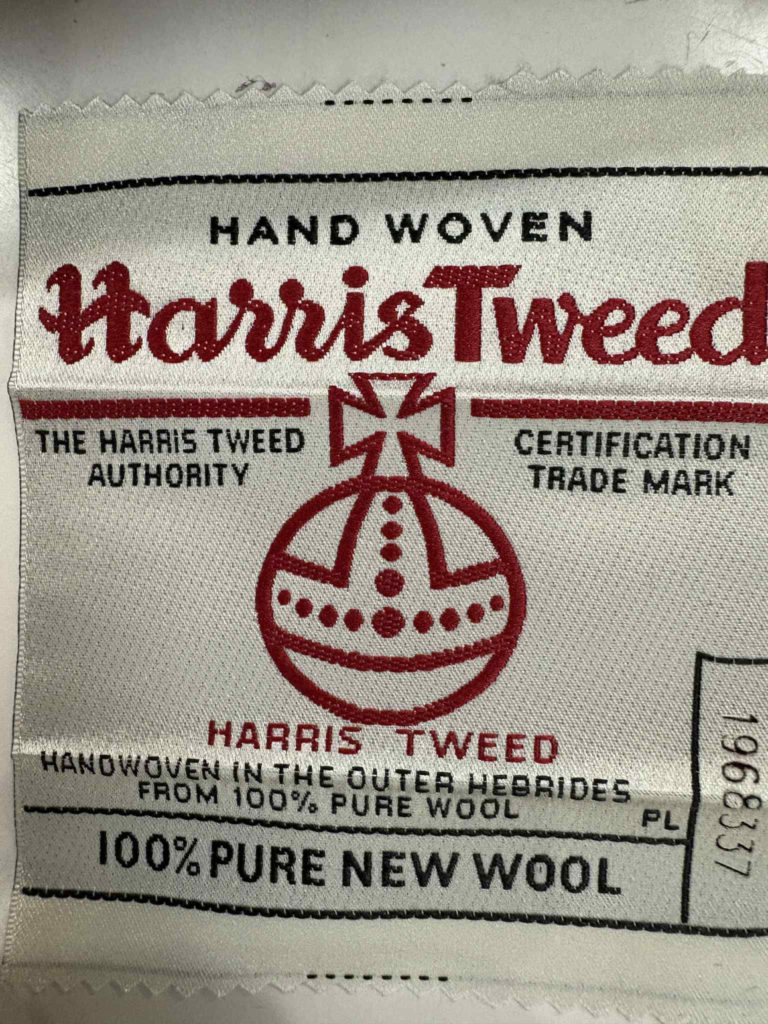 HAND WOVEN
Harris Tweed
THE HARRIS TWEED
AUTHORITY
CERTIFICATION
TRADE MARK
HARRIS TWEED
HANDWOVEN IN THE OUTER HEBRIDES
FROM 100% PURE WOOL
PL
100% PURE NEW WOOL
1968337